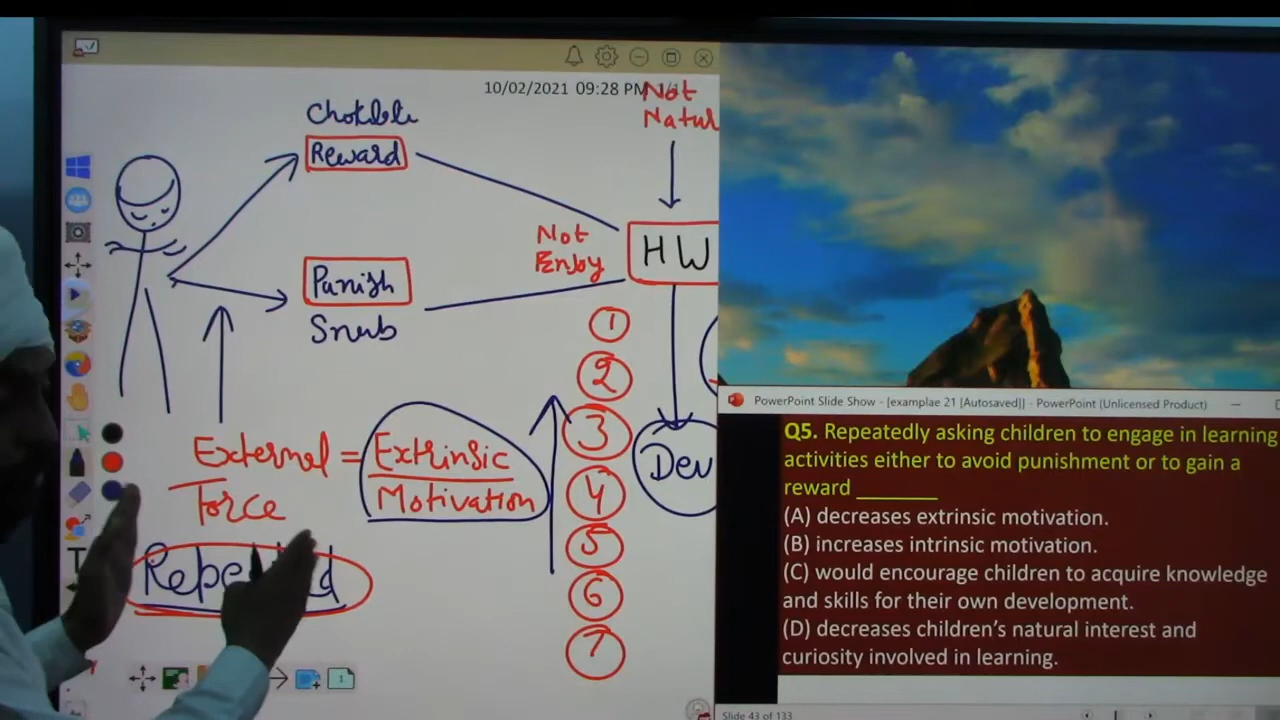 10/02/2021 09:28 PM
Not
Natur
Reward
Not
Enjoy
HW
Punish
Snub
1
2
3
4
5
6
7
External = Extrinsic
Force
Motivation
Dev
PowerPoint Slide Show - [examplae 21 [Autosaved]] - PowerPoint (Unlicensed Product)
Q5. Repeatedly asking children to engage in learning
activities either to avoid punishment or to gain a
reward ________
(A) decreases extrinsic motivation.
(B) increases intrinsic motivation.
(C) would encourage children to acquire knowledge
and skills for their own development.
(D) decreases children's natural interest and
curiosity involved in learning.
Slide 43 of 133